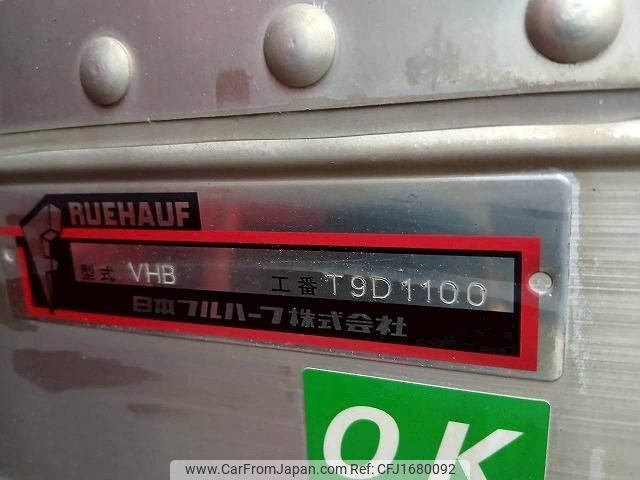 RUEHAUF
型式 VHB 工番 T9D1100
日本フルハーフ株式会社
OK
www.CarFromJapan.com Ref No:CFJ1680092